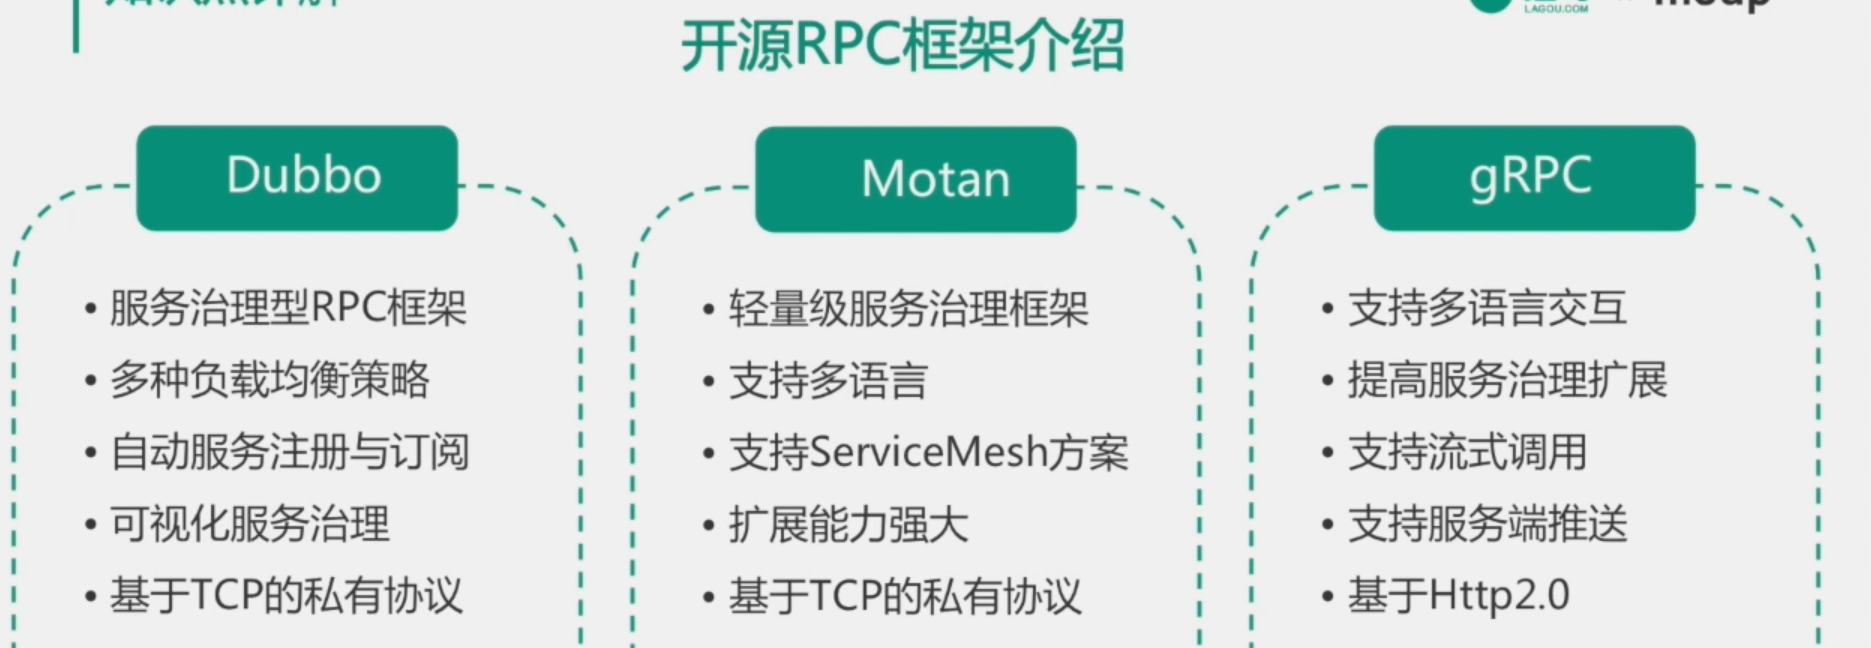 开源RPC框架介绍
LAGOU.COM
Dubbo
服务治理型RPC框架
多种负载均衡策略
自动服务注册与订阅
可视化服务治理
基于TCP的私有协议
Motan
轻量级服务治理框架
支持多语言
支持ServiceMesh方案
扩展能力强大
基于TCP的私有协议
gRPC
支持多语言交互
提高服务治理扩展
支持流式调用
支持服务端推送
基于Http2.0